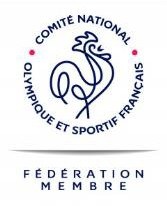 COMITÉ NATIONAL
OLYMPIQUE ET SPORTIF FRANÇAIS
FÉDÉRATION
MEMBRE